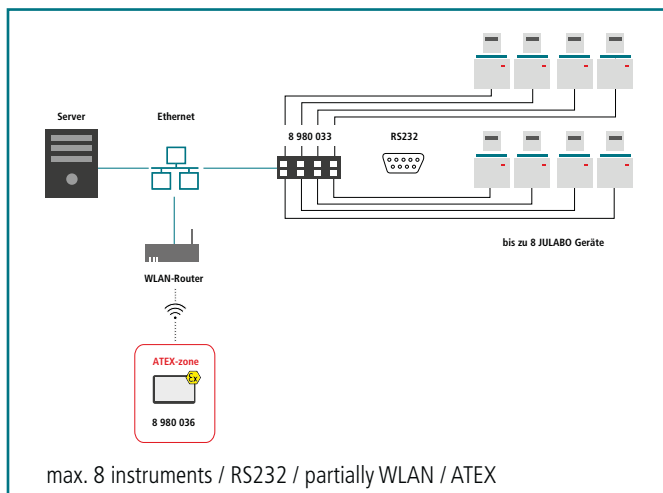 Server
Ethernet
8 980 033
RS232
bis zu 8 JULABO Geräte
WLAN-Router
ATEX-zone
Ex
8 980 036
max. 8 instruments / RS232 / partially WLAN / ATEX